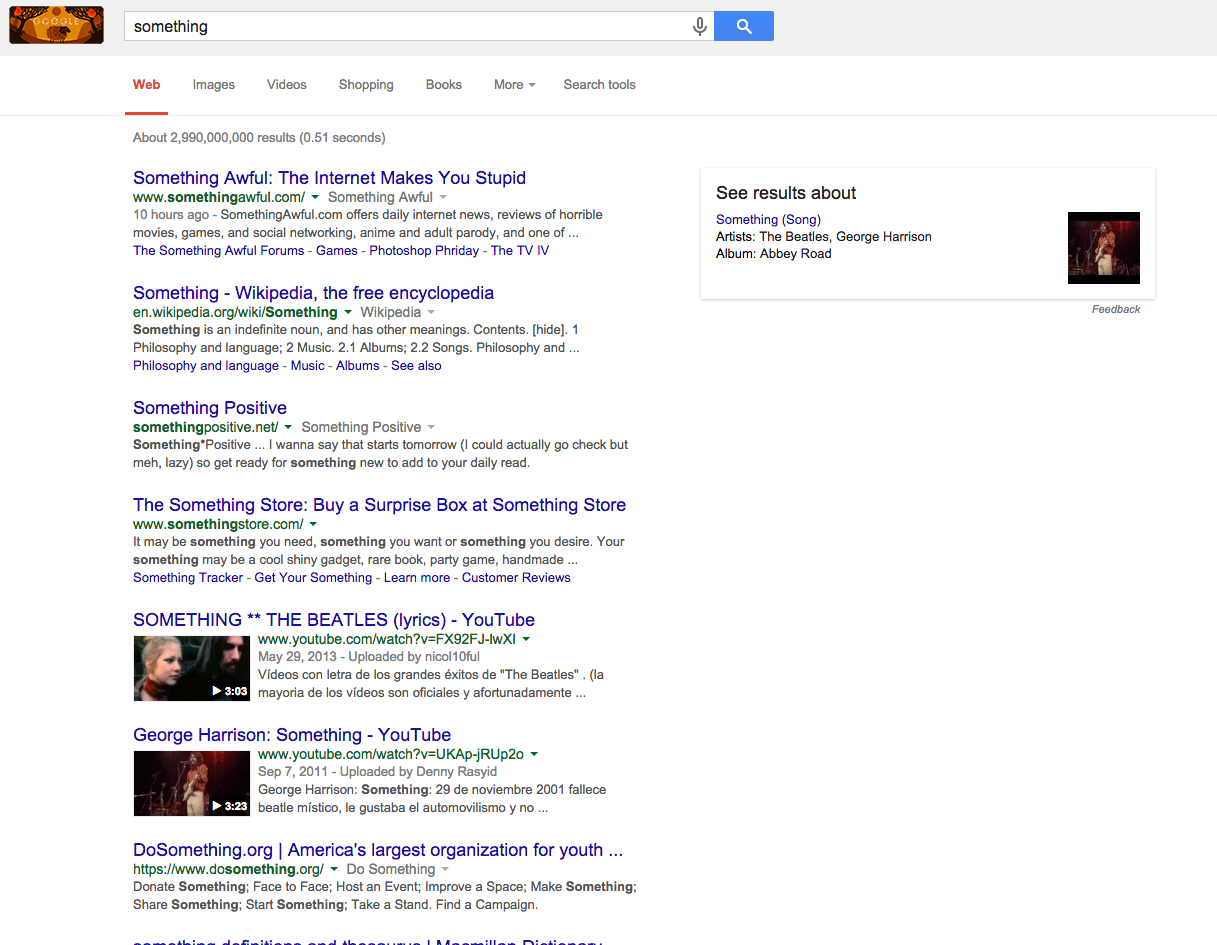 GOOGLE
something
Web Images Videos Shopping Books More Search tools
About 2,990,000,000 results (0.51 seconds)
Something Awful: The Internet Makes You Stupid
www.somethingawful.com/ Something Awful
10 hours ago - SomethingAwful.com offers daily internet news, reviews of horrible
movies, games, and social networking, anime and adult parody, and one of ...
The Something Awful Forums - Games - Photoshop Phriday - The TV IV
Something - Wikipedia, the free encyclopedia
en.wikipedia.org/wiki/Something Wikipedia
Something is an indefinite noun, and has other meanings. Contents. [hide]. 1
Philosophy and language; 2 Music. 2.1 Albums; 2.2 Songs. Philosophy and ...
Philosophy and language - Music - Albums - See also
Something Positive
somethingpositive.net/ Something Positive
Something*Positive ... I wanna say that starts tomorrow (I could actually go check but
meh, lazy) so get ready for something new to add to your daily read.
The Something Store: Buy a Surprise Box at Something Store
www.somethingstore.com/
It may be something you need, something you want or something you desire. Your
something may be a cool shiny gadget, rare book, party game, handmade ...
Something Tracker - Get Your Something - Learn more - Customer Reviews
SOMETHING ** THE BEATLES (lyrics) - YouTube
www.youtube.com/watch?v=FX92FJ-IwXI
May 29, 2013 - Uploaded by nicol10ful
Vídeos con letra de los grandes éxitos de "The Beatles" . (la
mayoria de los vídeos son oficiales y afortunadamente ...
3:03
George Harrison: Something - YouTube
www.youtube.com/watch?v=UKAp-jRUp2o
Sep 7, 2011 - Uploaded by Denny Rasyid
George Harrison: Something: 29 de noviembre 2001 fallece
beatle místico, le gustaba el automovilismo y no ...
3:23
DoSomething.org | America's largest organization for youth ...
https://www.dosomething.org/ Do Something
Donate Something; Face to Face; Host an Event; Improve a Space; Make Something;
Share Something; Start Something; Take a Stand. Find a Campaign.
something definitions and thesaurus | Macmillan Dictionary
See results about
Something (Song)
Artists: The Beatles, George Harrison
Album: Abbey Road
Feedback